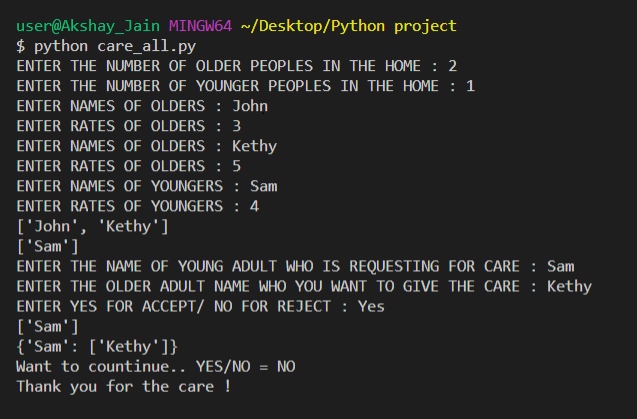 user@Akshay_Jain MINGW64 ~/Desktop/Python project
$ python care_all.py
ENTER THE NUMBER OF OLDER PEOPLES IN THE HOME : 2
ENTER THE NUMBER OF YOUNGER PEOPLES IN THE HOME : 1
ENTER NAMES OF OLDERS : John
ENTER RATES OF OLDERS : 3
ENTER NAMES OF OLDERS : Kethy
ENTER RATES OF OLDERS : 5
ENTER NAMES OF YOUNGERS : Sam
ENTER RATES OF YOUNGERS : 4
['John', 'Kethy']
['Sam']
ENTER THE NAME OF YOUNG ADULT WHO IS REQUESTING FOR CARE : Sam
ENTER THE OLDER ADULT NAME WHO YOU WANT TO GIVE THE CARE : Kethy
ENTER YES FOR ACCEPT/ NO FOR REJECT : Yes
['Sam']
{'Sam': ['Kethy']}
Want to countinue.. YES/NO = NO
Thank you for the care !